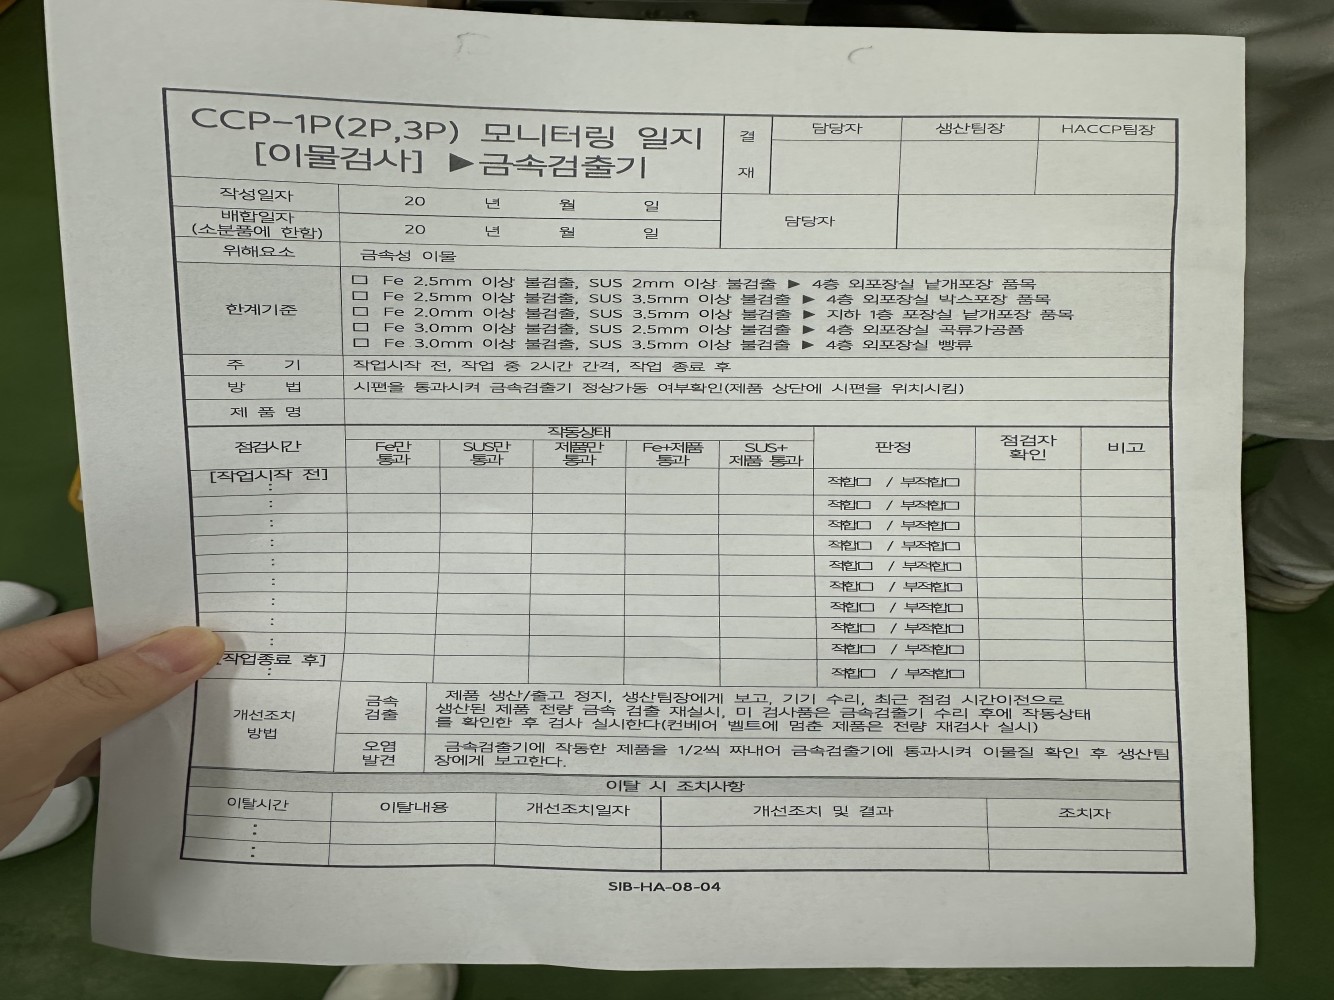 CCP-1P(2P,3P) 모니터링 일지
[이물검사] ▶금속검출기
결재
담당자 생산팀장 HACCP팀장
작성일자 20 년 월 일
배합일자
(소분품에 한함)
20 년 월 일
담당자
위해요소 금속성 이물
한계기준
□ Fe 2.5mm 이상 불검출, SUS 2mm 이상 불검출 ▶ 4층 외포장실 낱개포장 품목
□ Fe 2.5mm 이상 불검출, SUS 3.5mm 이상 불검출 ▶ 4층 외포장실 박스포장 품목
□ Fe 2.0mm 이상 불검출, SUS 3.5mm 이상 불검출 ▶ 지하 1층 포장실 낱개포장 품목
□ Fe 3.0mm 이상 불검출, SUS 2.5mm 이상 불검출 ▶ 4층 외포장실 곡류가공품
□ Fe 3.0mm 이상 불검출, SUS 3.5mm 이상 불검출 ▶ 4층 외포장실 빵류
주 기 작업시작 전, 작업 중 2시간 간격, 작업 종료 후
방 법 시편을 통과시켜 금속검출기 정상가동 여부확인(제품 상단에 시편을 위치시킴)
제 품 명
점검시간
작동상태
Fe만
통과
SUS만
통과
제품만
통과
Fe+제품
통과
SUS+
제품 통과
판정
점검자
확인
비고
[작업시작 전]
: 적합□ / 부적합□
: 적합□ / 부적합□
: 적합□ / 부적합□
: 적합□ / 부적합□
: 적합□ / 부적합□
: 적합□ / 부적합□
: 적합□ / 부적합□
: 적합□ / 부적합□
: 적합□ / 부적합□
[작업종료 후]
: 적합□ / 부적합□
개선조치
방법
금속
검출
제품 생산/출고 정지, 생산팀장에게 보고, 기기 수리, 최근 점검 시간이전으로
생산된 제품 전량 금속 검출 재실시, 미 검사품은 금속검출기 수리 후에 작동상태
를 확인한 후 검사 실시한다(컨베어 벨트에 멈춘 제품은 전량 재검사 실시)
오염
발견
금속검출기에 작동한 제품을 1/2씩 짜내어 금속검출기에 통과시켜 이물질 확인 후 생산팀
장에게 보고한다.
이탈 시 조치사항
이탈시간 이탈내용 개선조치일자 개선조치 및 결과 조치자
:
:
SIB-HA-08-04